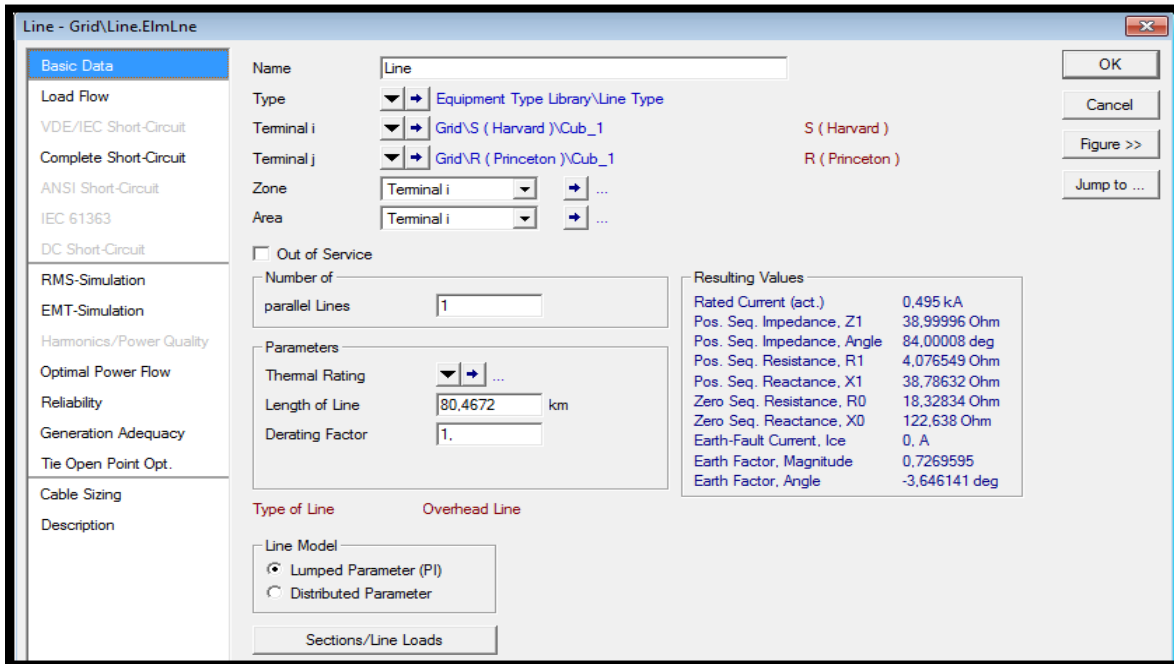 Line - Grid\Line.ElmLne
Basic Data
Load Flow
VDE/IEC Short-Circuit
Complete Short-Circuit
ANSI Short-Circuit
IEC 61363
DC Short-Circuit
RMS-Simulation
EMT-Simulation
Harmonics/Power Quality
Optimal Power Flow
Reliability
Generation Adequacy
Tie Open Point Opt.
Cable Sizing
Description
Name Line
Type Equipment Type Library\Line Type
Terminal i Grid\S ( Harvard )\Cub_1 S ( Harvard )
Terminal j Grid\R ( Princeton )\Cub_1 R ( Princeton )
Zone Terminal i ...
Area Terminal i ...
Out of Service
Number of
parallel Lines 1
Parameters
Thermal Rating ...
Length of Line 80,4672 km
Derating Factor 1,
Type of Line Overhead Line
Line Model
Lumped Parameter (PI)
Distributed Parameter
Sections/Line Loads
Resulting Values
Rated Current (act.) 0,495 kA
Pos. Seq. Impedance, Z1 38,99996 Ohm
Pos. Seq. Impedance, Angle 84,00008 deg
Pos. Seq. Resistance, R1 4,076549 Ohm
Pos. Seq. Reactance, X1 38,78632 Ohm
Zero Seq. Resistance, R0 18,32834 Ohm
Zero Seq. Reactance, X0 122,638 Ohm
Earth-Fault Current, Ice 0, A
Earth Factor, Magnitude 0,7269595
Earth Factor, Angle -3,646141 deg
OK
Cancel
Figure >>
Jump to ...